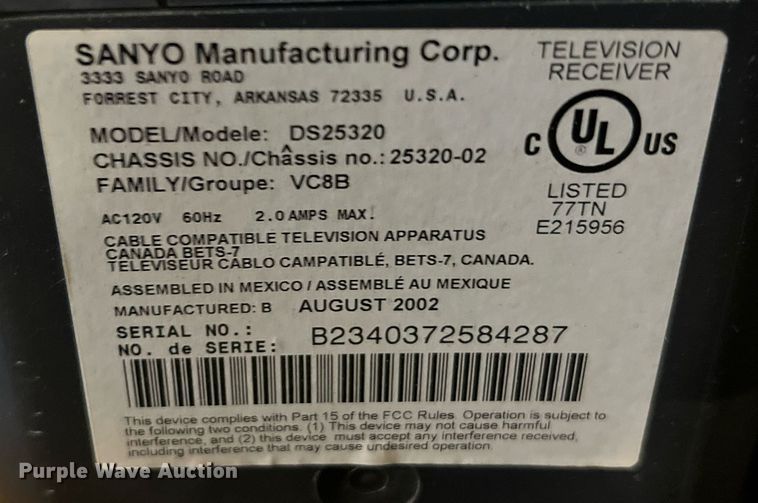 SANYO Manufacturing Corp.
3333 SANYO ROAD
FORREST CITY, ARKANSAS 72335 U.S.A.
TELEVISION
RECEIVER
MODEL/Modele: DS25320
CHASSIS NO./Châssis no.: 25320-02
FAMILY/Groupe: VC8B
C UL US
LISTED
77TN
E215956
AC120V 60Hz 2.0 AMPS MAX.
CABLE COMPATIBLE TELEVISION APPARATUS
CANADA BETS-7
TÉLEVISEUR CABLO CAMPATIBLÉ, BETS-7, CANADA.
ASSEMBLED IN MEXICO / ASSEMBLÉ AU MEXIQUE
MANUFACTURED: B AUGUST 2002
SERIAL NO.:
NO. de SERIE: B2340372584287
This device complies with Part 15 of the FCC Rules. Operation is subject to
the following two conditions. (1) This device may not cause harmful
interference, and (2) this device must accept any interference received,
including interference that may cause undesired operation.
Purple Wave Auction